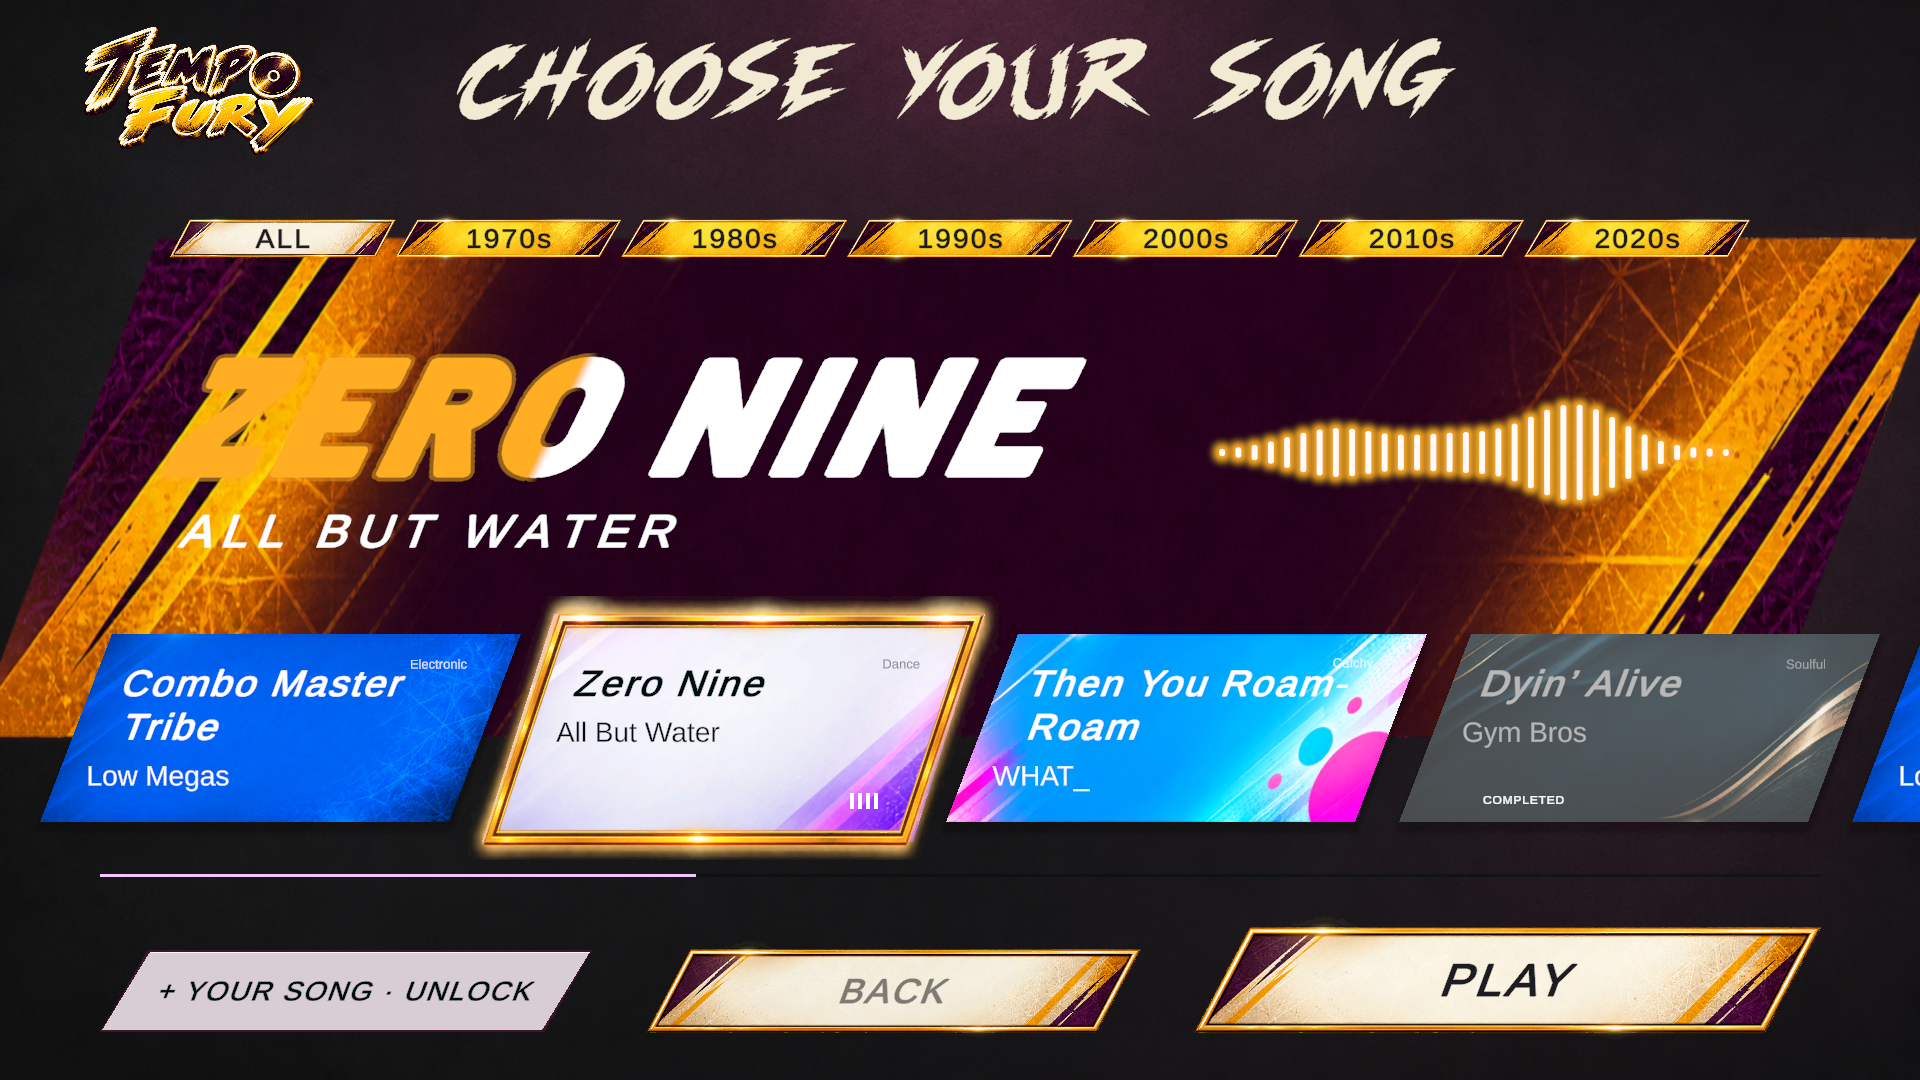 TEMPO
FURY
CHOOSE YOUR SONG
ALL
1970s
1980s
1990s
2000s
2010s
2020s
ZERO NINE
ALL BUT WATER
Electronic
Combo Master
Tribe
Low Megas
Dance
Zero Nine
All But Water
Catchy
Then You Roam-
Roam
WHAT_
Soulful
Dyin' Alive
Gym Bros
COMPLETED
Lo
+ YOUR SONG · UNLOCK
BACK
PLAY